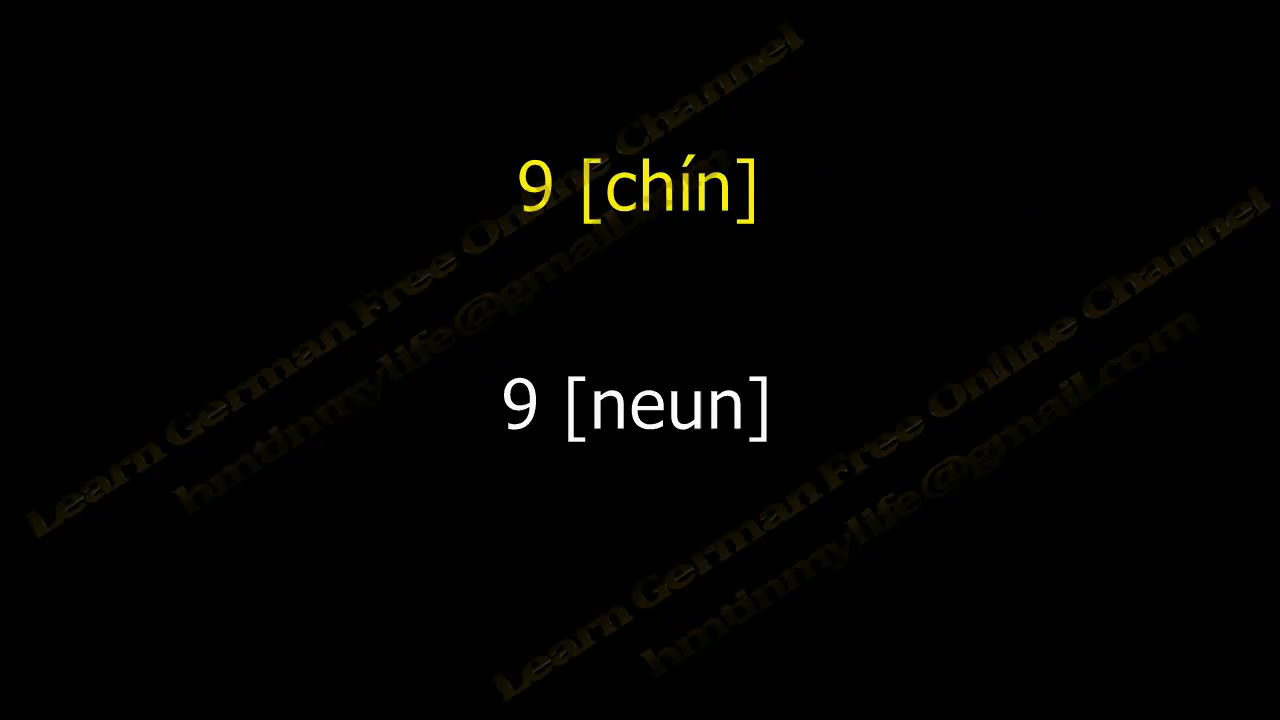 9 [chín]
9 [neun]
Learn German Free Online Channel
hmtinmylife@gmail.com
Learn German Free Online Channel
hmtinmylife@gmail.com